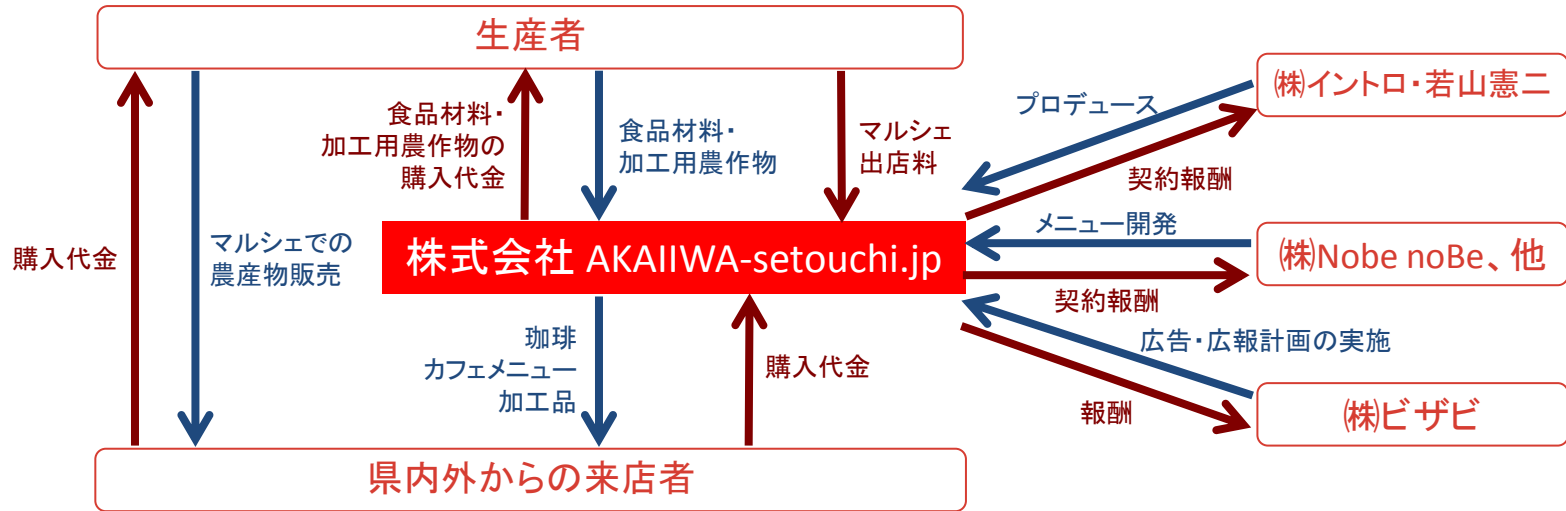 生産者
㈱イントロ・若山憲二
プロデュース
食品材料・
加工用農作物の
購入代金
食品材料・
加工用農作物
マルシェ
出店料
契約報酬
メニュー開発
購入代金
マルシェでの
農産物販売
株式会社 AKAIIWA-setouchi.jp
㈱Nobe noBe、他
契約報酬
珈琲
カフェメニュー
加工品
購入代金
広告・広報計画の実施
報酬
㈱ビザビ
県内外からの来店者